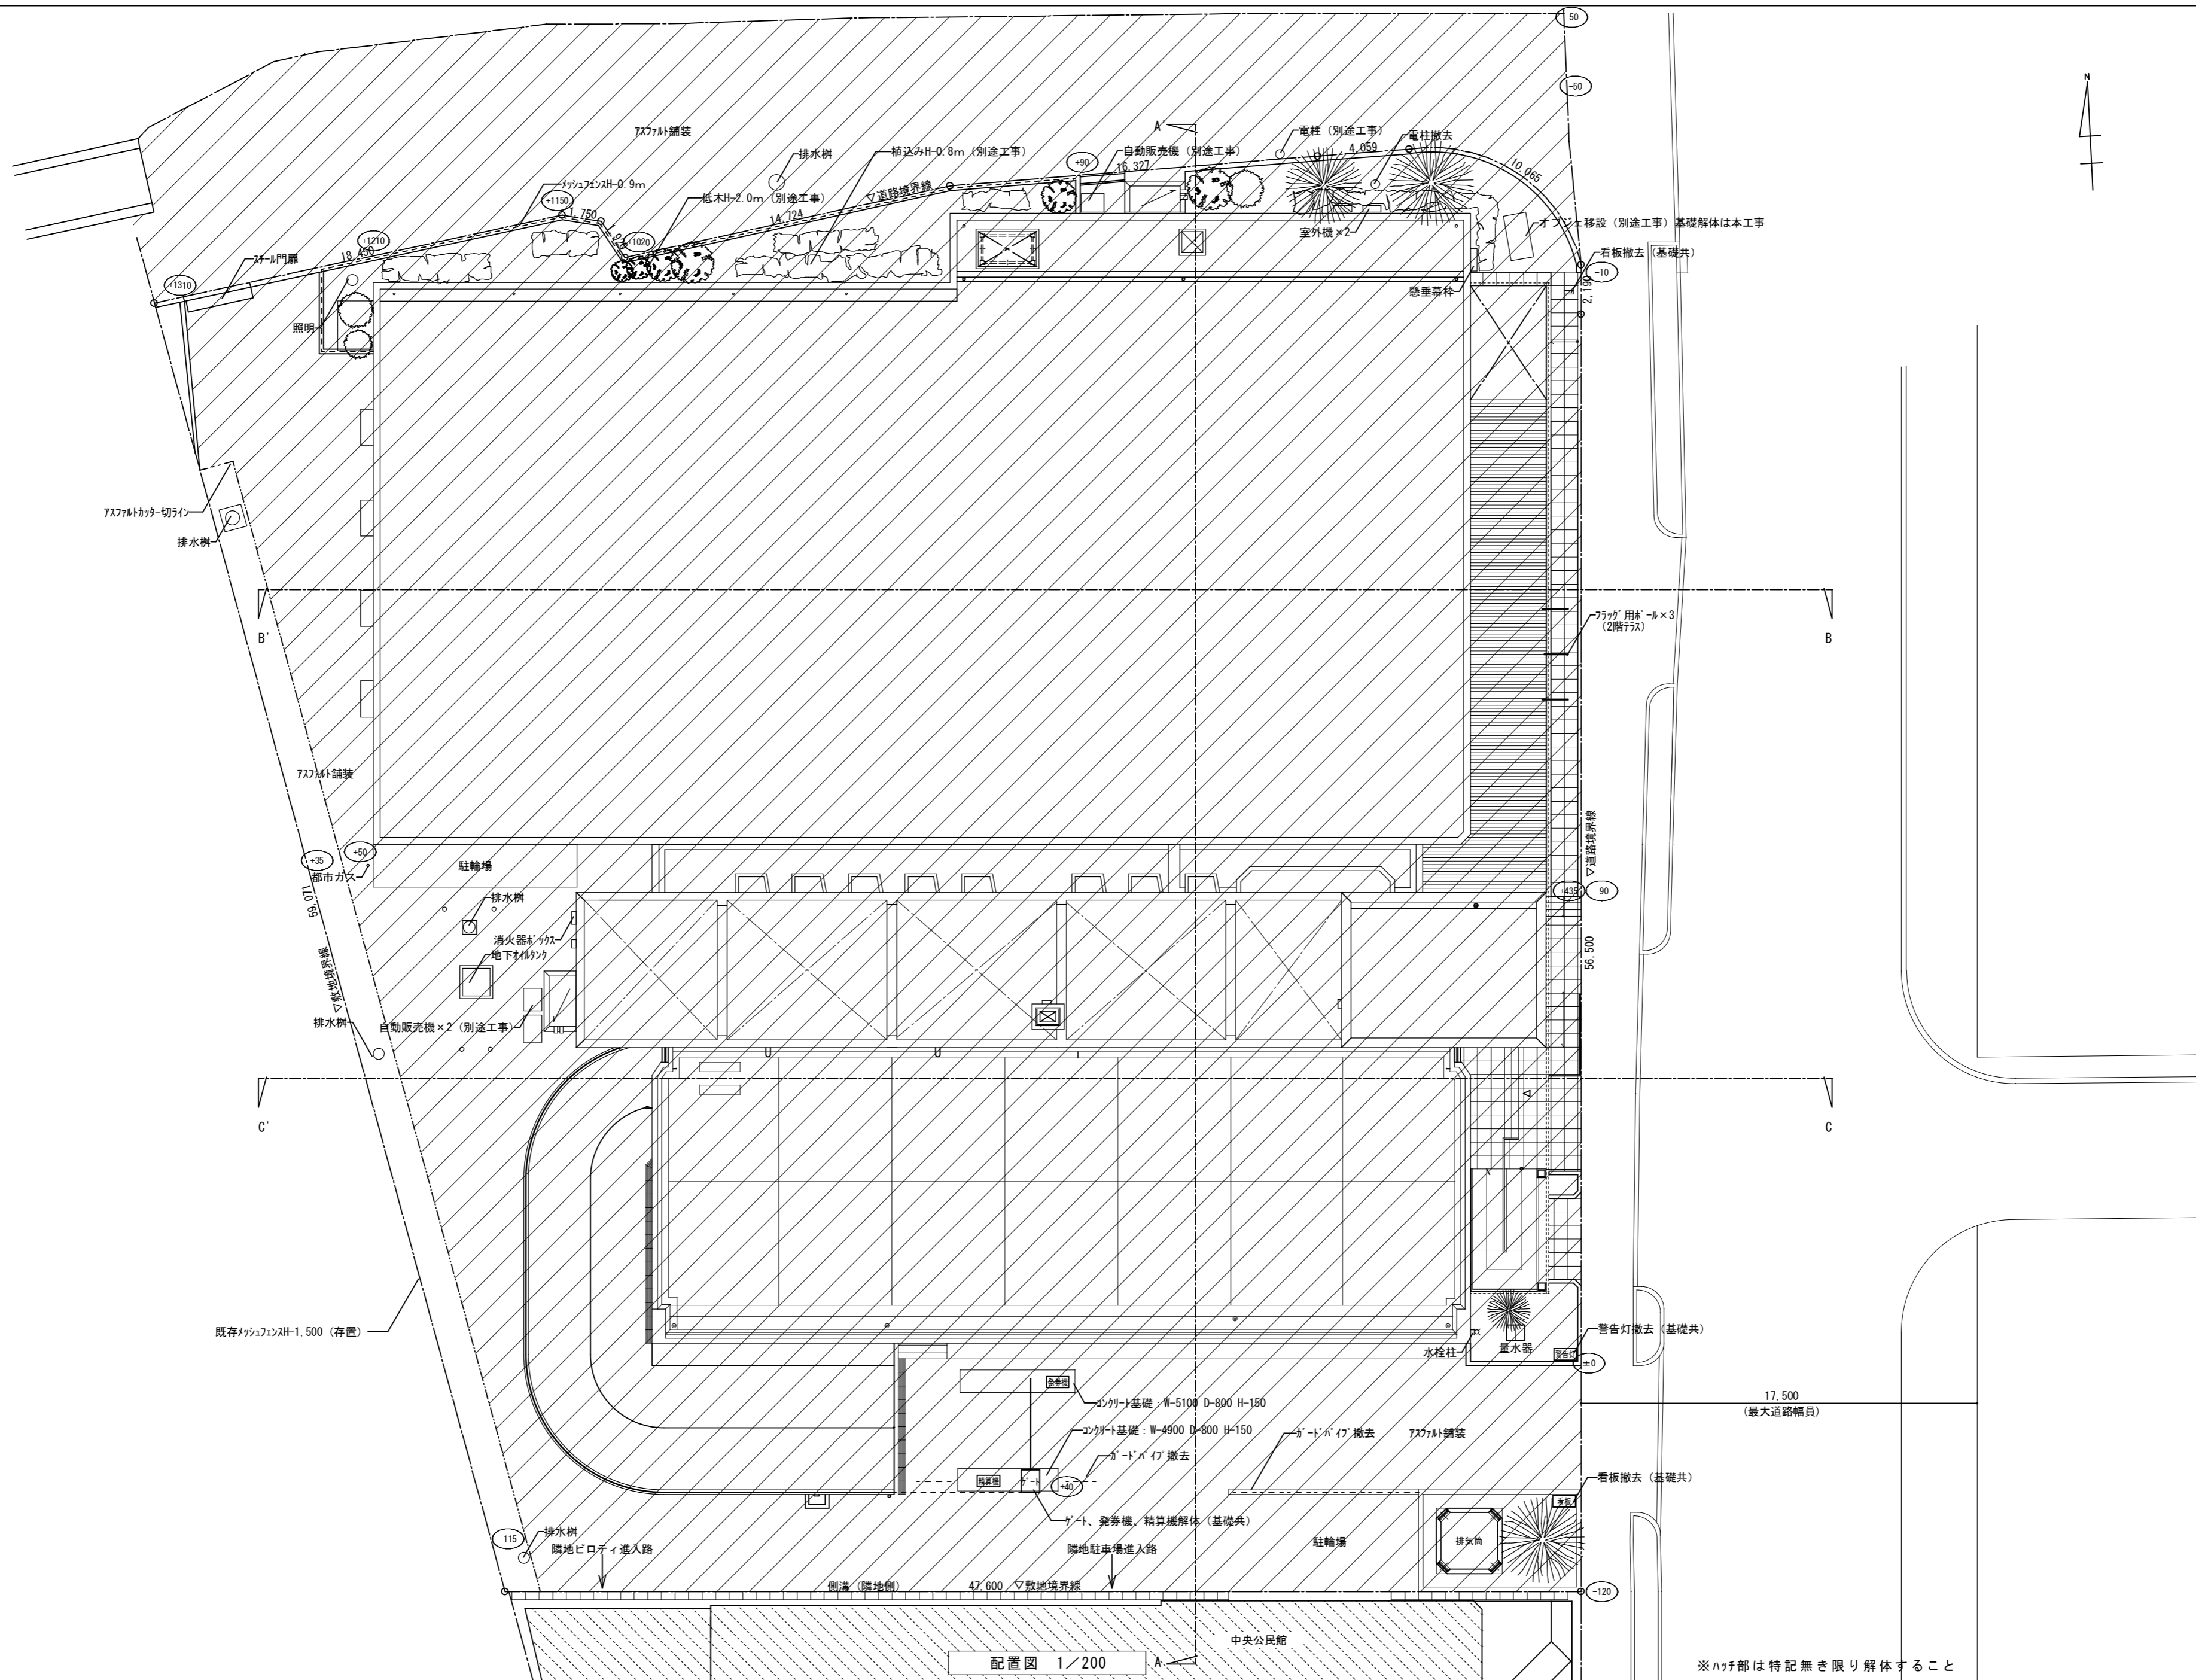 -50
-50
N
ｱｽﾌｧﾙﾄ舗装
A'
電柱（別途工事）
電柱撤去
排水桝
植込みH-0.8m（別途工事）
+90
自動販売機（別途工事）
4.059
16.327
10.065
ﾒｯｼｭﾌｪﾝｽH-0.9m
▽道路境界線
+1150
1.750
低木H-2.0m（別途工事）
14.724
オブジェ移設（別途工事）基礎解体は本工事
+1210
+1020
室外機×2
18.450
ｽﾁｰﾙ門扉
看板撤去（基礎共）
-10
+1310
2.190
懸垂幕枠
照明
ｱｽﾌｧﾙﾄｶｯﾀｰ切ﾗｲﾝ
排水桝
B'
B
ﾌﾗｯｸﾞ用ﾎﾟｰﾙ×3
（2階ﾃﾗｽ）
ｱｽﾌｧﾙﾄ舗装
▽道路境界線
+35
+50
都市ガス
駐輪場
+435
-90
59.071
排水桝
消火器ﾎﾞｯｸｽ
地下ｵｲﾙﾀﾝｸ
56.500
▽敷地境界線
排水桝
自動販売機×2（別途工事）
C'
C
既存ﾒｯｼｭﾌｪﾝｽH-1,500（存置）
水栓柱
量水器
警告灯撤去（基礎共）
警告灯
±0
発券機
ｺﾝｸﾘｰﾄ基礎：W-5100 D-800 H-150
17,500
（最大道路幅員）
ｺﾝｸﾘｰﾄ基礎：W-4900 D-800 H-150
ｶﾞｰﾄﾞﾊﾟｲﾌﾟ撤去
ｱｽﾌｧﾙﾄ舗装
ｶﾞｰﾄﾞﾊﾟｲﾌﾟ撤去
精算機
ｹﾞｰﾄ
+40
看板撤去（基礎共）
看板
ｹﾞｰﾄ、発券機、精算機解体（基礎共）
-115
排水桝
隣地ピロティ進入路
隣地駐車場進入路
駐輪場
排気筒
側溝（隣地側）
47.600
▽敷地境界線
-120
中央公民館
配置図　1／200
A
※ﾊｯﾁ部は特記無き限り解体すること